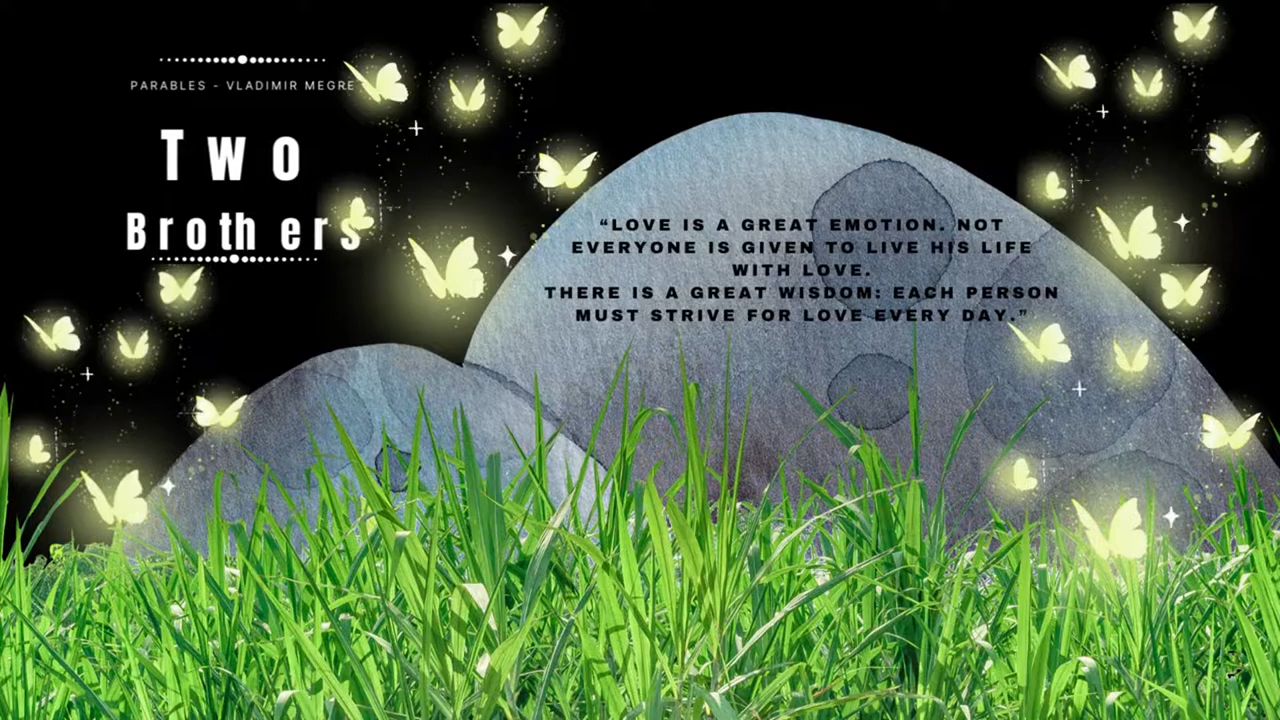 PARABLES - VLADIMIR MEGRE
Two
Brothers
“LOVE IS A GREAT EMOTION. NOT
EVERYONE IS GIVEN TO LIVE HIS LIFE
WITH LOVE.
THERE IS A GREAT WISDOM: EACH PERSON
MUST STRIVE FOR LOVE EVERY DAY.”